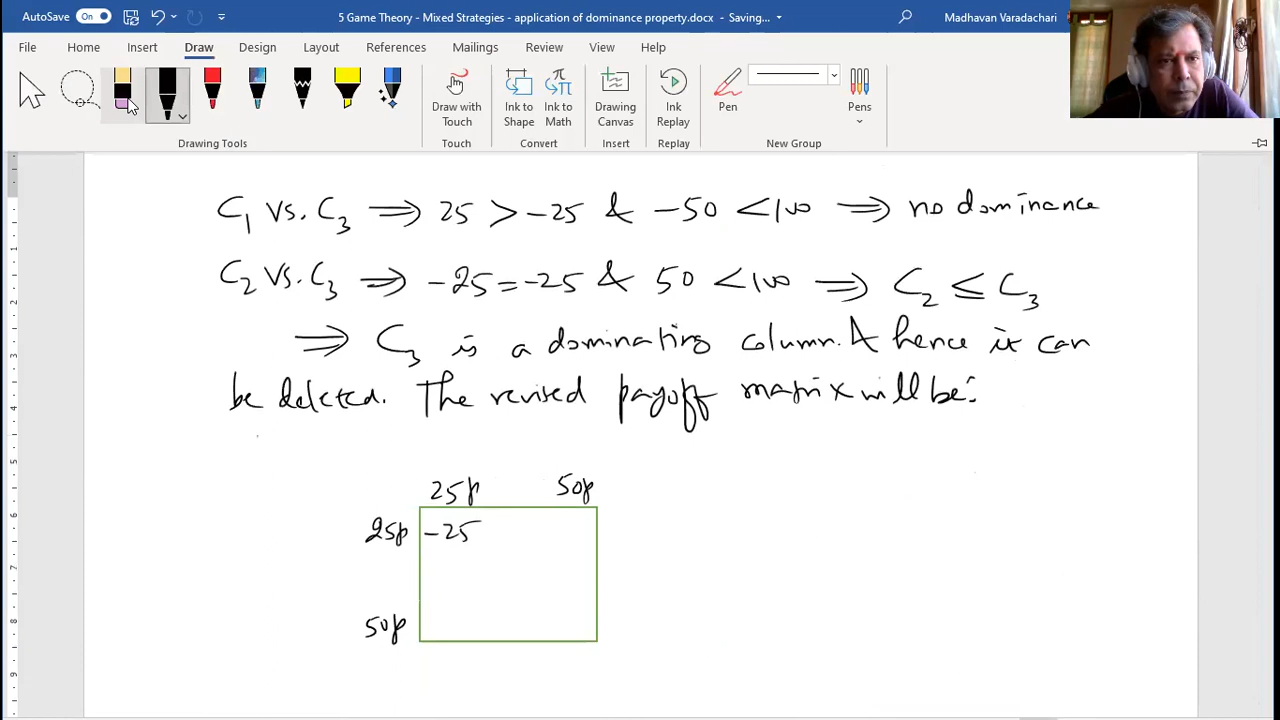 AutoSave On 5 Game Theory - Mixed Strategies - application of dominance property.docx - Saving... Madhavan Varadachari
File Home Insert Draw Design Layout References Mailings Review View Help
Draw with Touch Ink to Shape Ink to Math Drawing Canvas Ink Replay Pen Pens
Drawing Tools Touch Convert Insert Replay New Group
C1 vs. C3 ⟹ 25 > -25 & -50 < 100 ⟹ no dominance
C2 vs. C3 ⟹ -25 = -25 & 50 < 100 ⟹ C2 ≤ C3
⟹ C3 is a dominating column. & hence it can
be deleted. The revised payoff matrix will be:
25p 50p
25p -25
50p